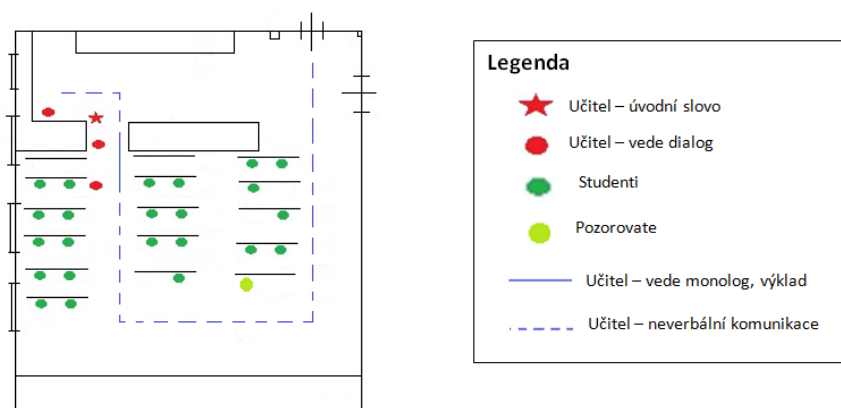 Legenda
Učitel – úvodní slovo
Učitel – vede dialog
Studenti
Pozorovate
Učitel – vede monolog, výklad
Učitel – neverbální komunikace